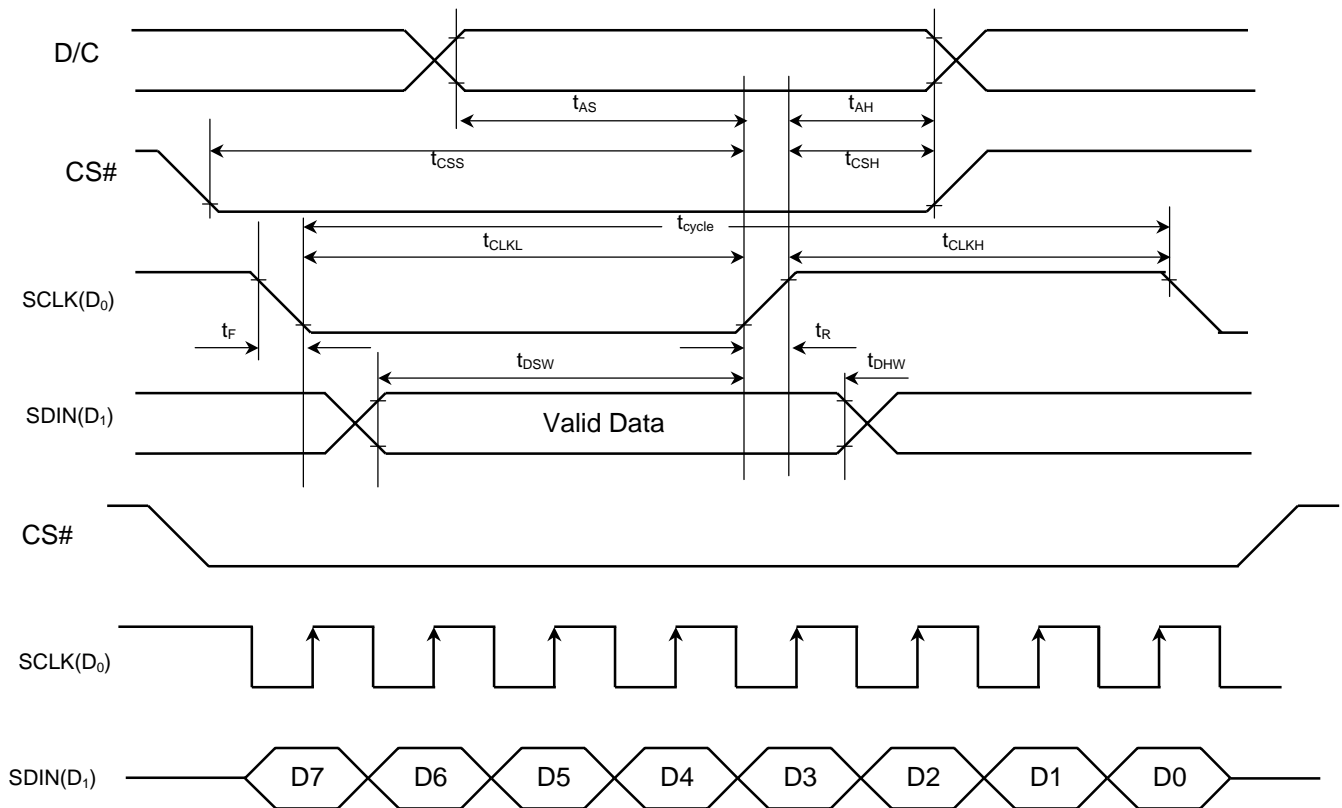 D/C
tAS
tAH
CS#
tCSS
tCSH
tcycle
tCLKL
tCLKH
SCLK(D0)
tF
tR
tDSW
tDHW
SDIN(D1)
Valid Data
CS#
SCLK(D0)
SDIN(D1)
D7 D6 D5 D4 D3 D2 D1 D0